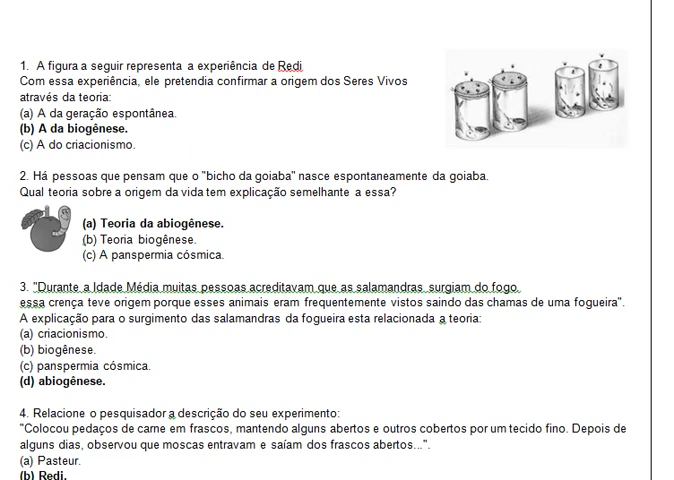 1. A figura a seguir representa a experiência de Redi
Com essa experiência, ele pretendia confirmar a origem dos Seres Vivos
através da teoria:
(a) A da geração espontânea.
(b) A da biogênese.
(c) A do criacionismo.
2. Há pessoas que pensam que o "bicho da goiaba" nasce espontaneamente da goiaba.
Qual teoria sobre a origem da vida tem explicação semelhante a essa?
(a) Teoria da abiogênese.
(b) Teoria biogênese.
(c) A panspermia cósmica.
3. "Durante a Idade Média muitas pessoas acreditavam que as salamandras surgiam do fogo,
essa crença teve origem porque esses animais eram frequentemente vistos saindo das chamas de uma fogueira".
A explicação para o surgimento das salamandras da fogueira esta relacionada a teoria:
(a) criacionismo.
(b) biogênese.
(c) panspermia cósmica.
(d) abiogênese.
4. Relacione o pesquisador a descrição do seu experimento:
"Colocou pedaços de carne em frascos, mantendo alguns abertos e outros cobertos por um tecido fino. Depois de
alguns dias, observou que moscas entravam e saíam dos frascos abertos...".
(a) Pasteur.
(b) Redi.